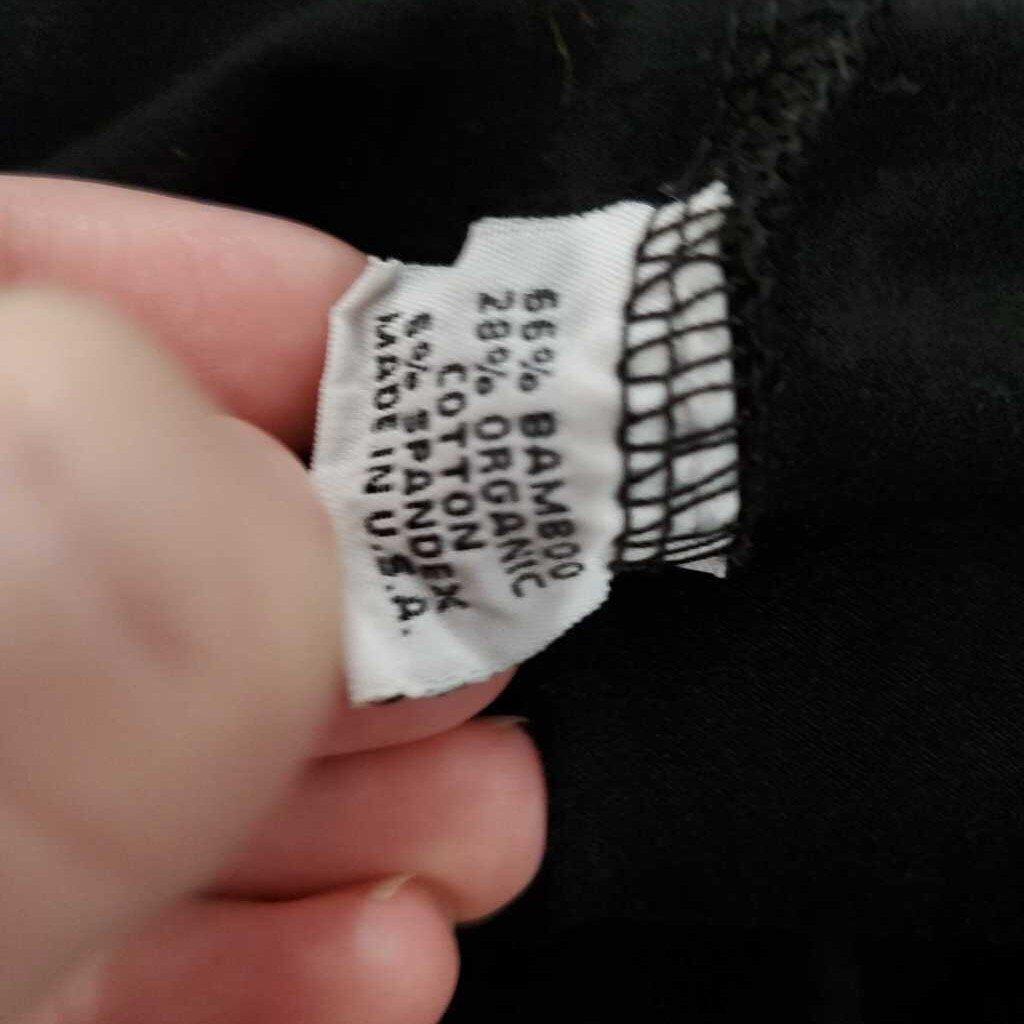 66% BAMBOO
28% ORGANIC
COTTON
6% SPANDEX
MADE IN U.S.A.